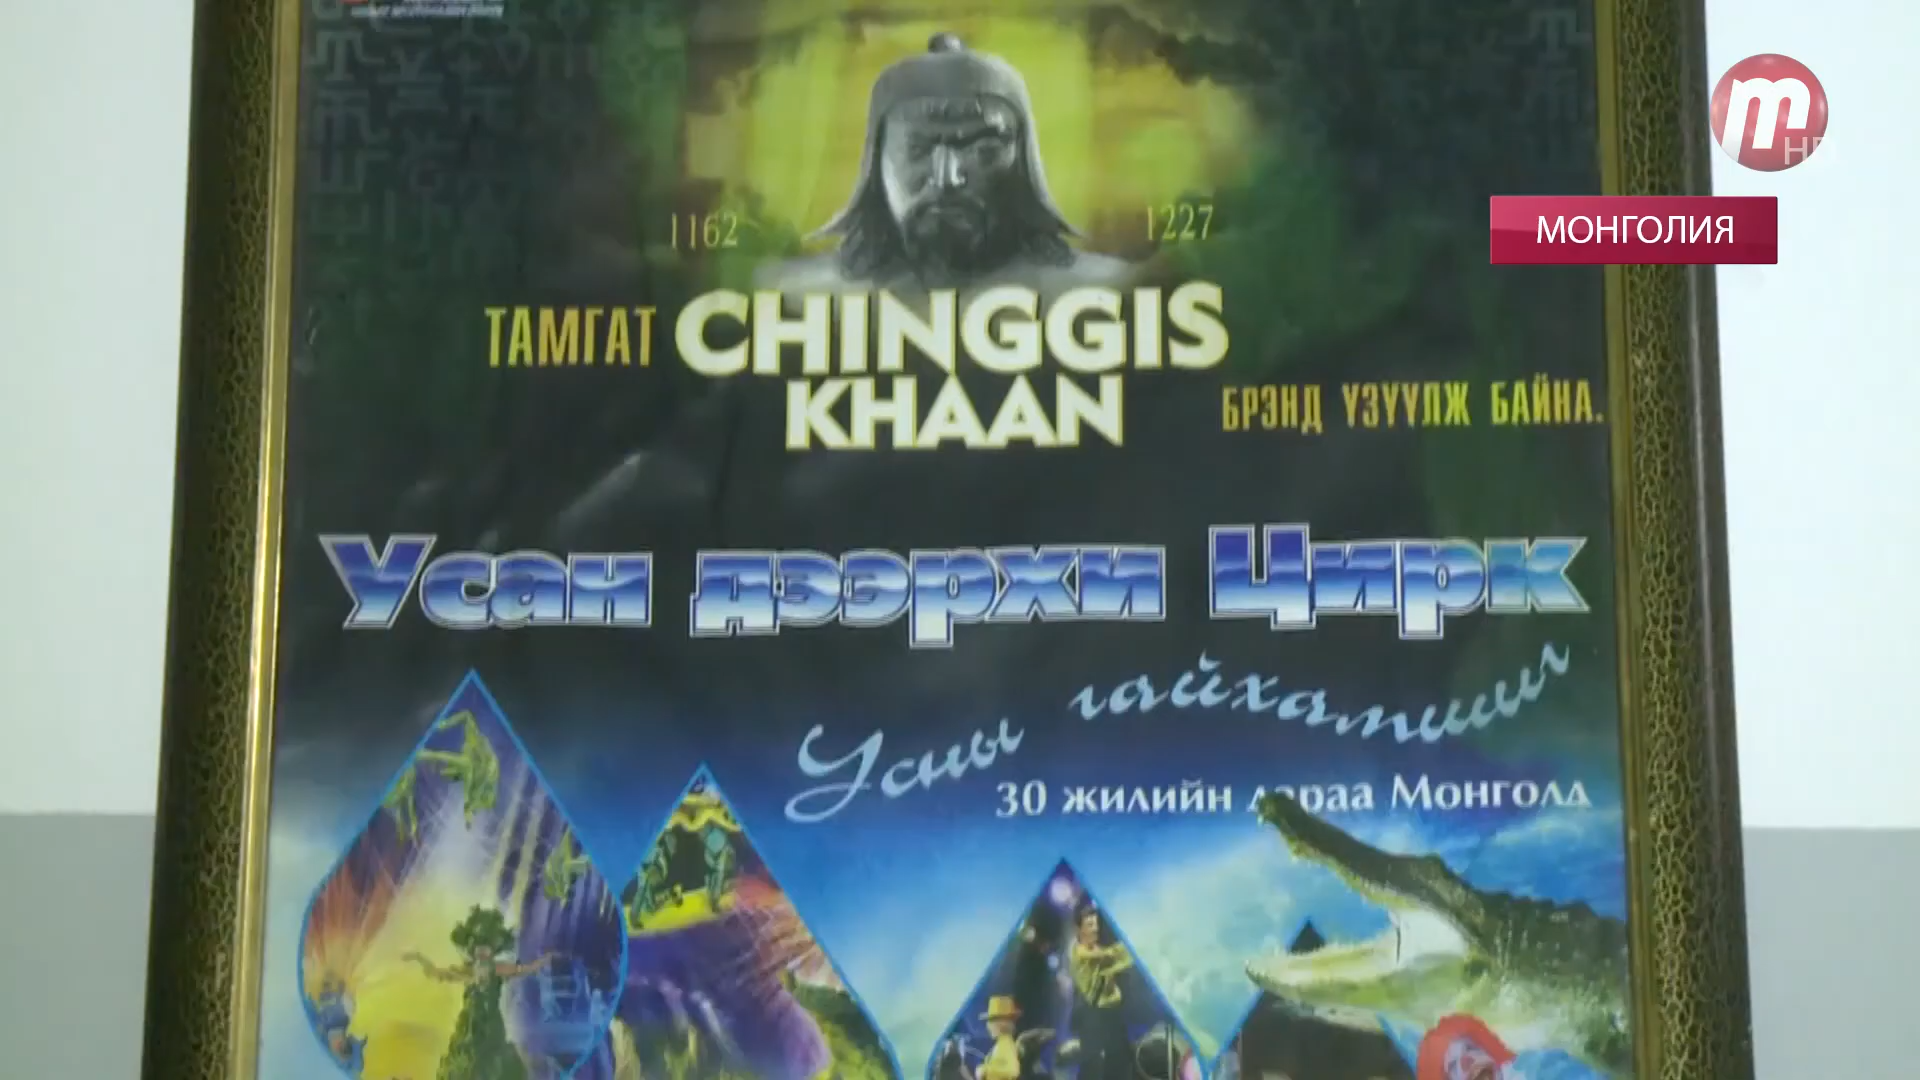 1162
1227
МОНГОЛИЯ
ТАМГАТ CHINGGIS
KHAAN
БРЭНД ҮЗҮҮЛЖ БАЙНА.
Усан дээрхи Цирк
Усны гайхамшиг
30 жилийн дараа Монголд